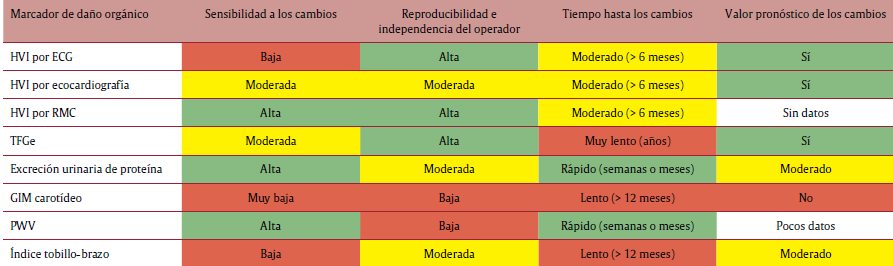 Marcador de daño orgánico Sensibilidad a los cambios Reproducibilidad e independencia del operador Tiempo hasta los cambios Valor pronóstico de los cambios
HVI por ECG Baja Alta Moderado (> 6 meses) Sí
HVI por ecocardiografía Moderada Moderada Moderado (> 6 meses) Sí
HVI por RMC Alta Alta Moderado (> 6 meses) Sin datos
TFGe Moderada Alta Muy lento (años) Sí
Excreción urinaria de proteína Alta Moderada Rápido (semanas o meses) Moderado
GIM carotídeo Muy baja Baja Lento (> 12 meses) No
PWV Alta Baja Rápido (semanas o meses) Pocos datos
Índice tobillo-brazo Baja Moderada Lento (> 12 meses) Moderado